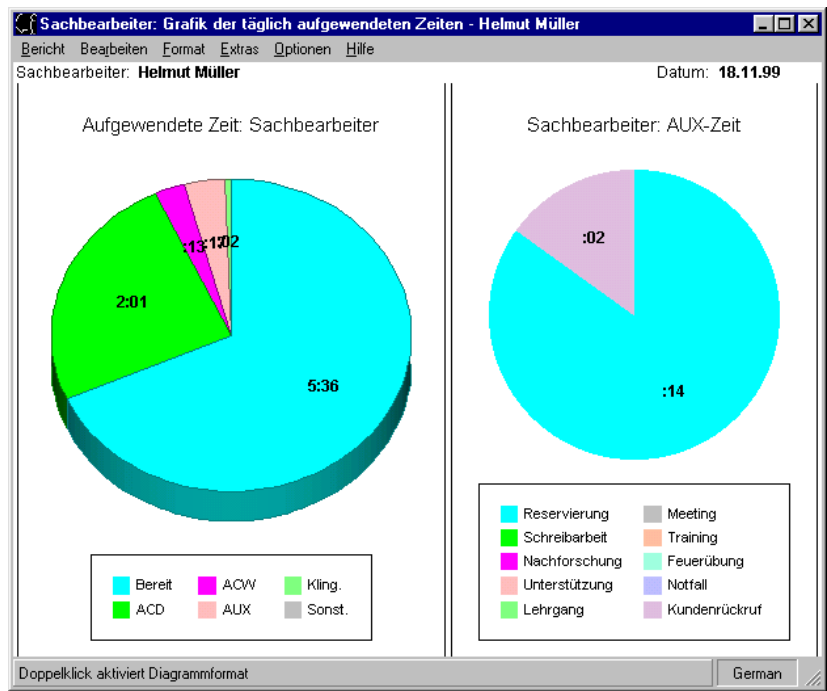 Sachbearbeiter: Grafik der täglich aufgewendeten Zeiten - Helmut Müller
Bericht Bearbeiten Format Extras Optionen Hilfe
Sachbearbeiter: Helmut Müller Datum: 18.11.99
Aufgewendete Zeit: Sachbearbeiter
:13 :17 :02
2:01
5:36
Bereit ACW Kling.
ACD AUX Sonst.
Sachbearbeiter: AUX-Zeit
:02
:14
Reservierung Meeting
Schreibarbeit Training
Nachforschung Feuerübung
Unterstützung Notfall
Lehrgang Kundenrückruf
Doppelklick aktiviert Diagrammformat German